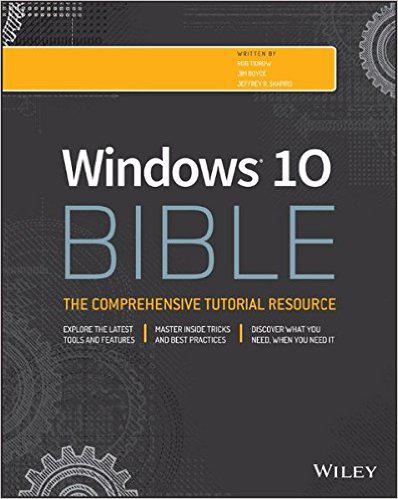 WRITTEN BY
ROB TIDROW
JIM BOYCE
JEFFREY R. SHAPIRO
Windows® 10
BIBLE
THE COMPREHENSIVE TUTORIAL RESOURCE
EXPLORE THE LATEST
TOOLS AND FEATURES
MASTER INSIDE TRICKS
AND BEST PRACTICES
DISCOVER WHAT YOU
NEED, WHEN YOU NEED IT
WILEY